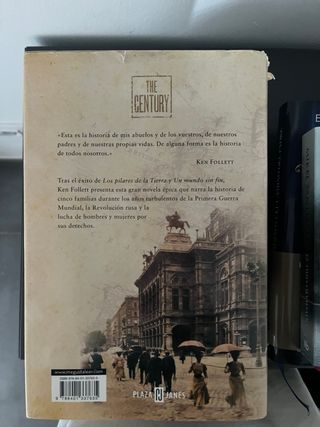 THE
CENTURY
«Esta es la historia de mis abuelos y de los vuestros, de nuestros
padres y de nuestras propias vidas. De alguna forma es la historia
de todos nosotros.»
KEN FOLLETT
Tras el éxito de Los pilares de la Tierra y Un mundo sin fin,
Ken Follett presenta esta gran novela épica que narra la historia de
cinco familias durante los años turbulentos de la Primera Guerra
Mundial, la Revolución rusa y la
lucha de hombres y mujeres por
sus derechos.
www.megustaleer.com
PLAZA JANÉS